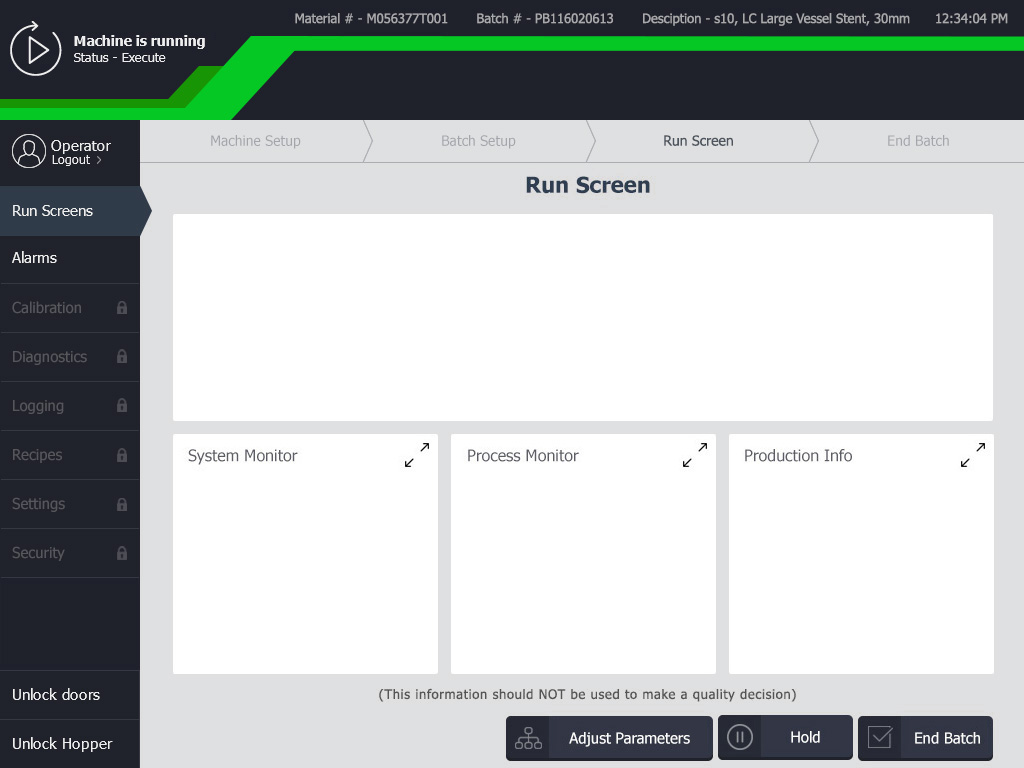 Material # - M056377T001 Batch # - PB116020613 Desciption - s10, LC Large Vessel Stent, 30mm 12:34:04 PM
Machine is running
Status - Execute
Operator
Logout >
Machine Setup Batch Setup Run Screen End Batch
Run Screen
Run Screens
Alarms
Calibration
Diagnostics
Logging
Recipes
Settings
Security
Unlock doors
Unlock Hopper
System Monitor
Process Monitor
Production Info
(This information should NOT be used to make a quality decision)
Adjust Parameters
Hold
End Batch